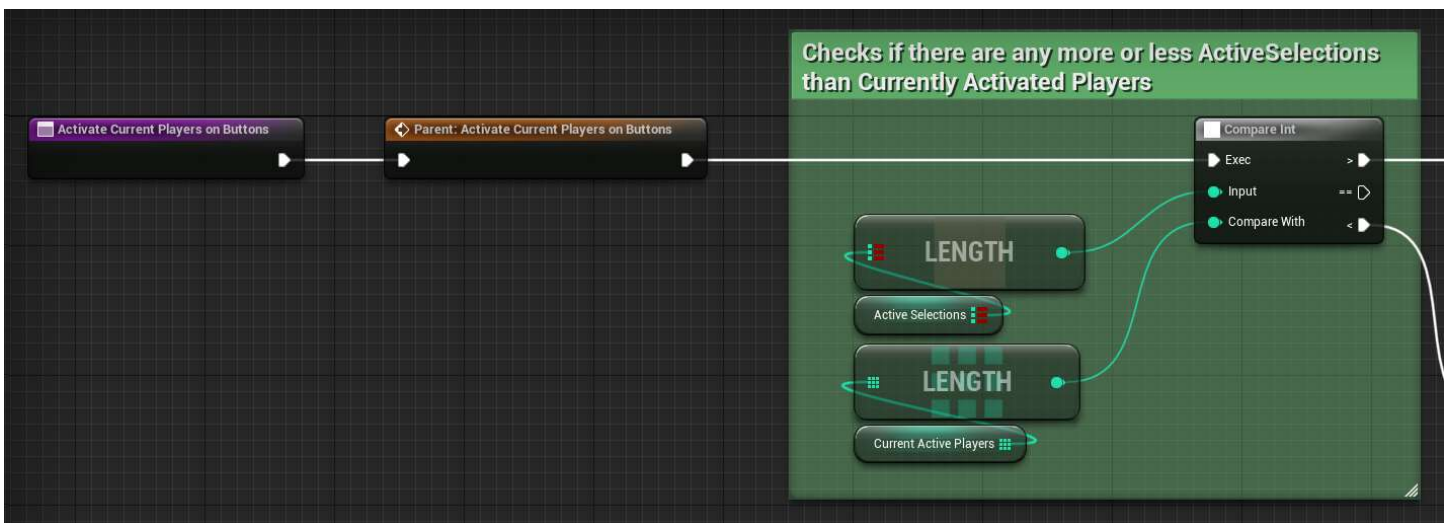 Checks if there are any more or less ActiveSelections
than Currently Activated Players
Activate Current Players on Buttons
Parent: Activate Current Players on Buttons
Compare Int
Exec
>
Input
==
Compare With
<
LENGTH
Active Selections
LENGTH
Current Active Players